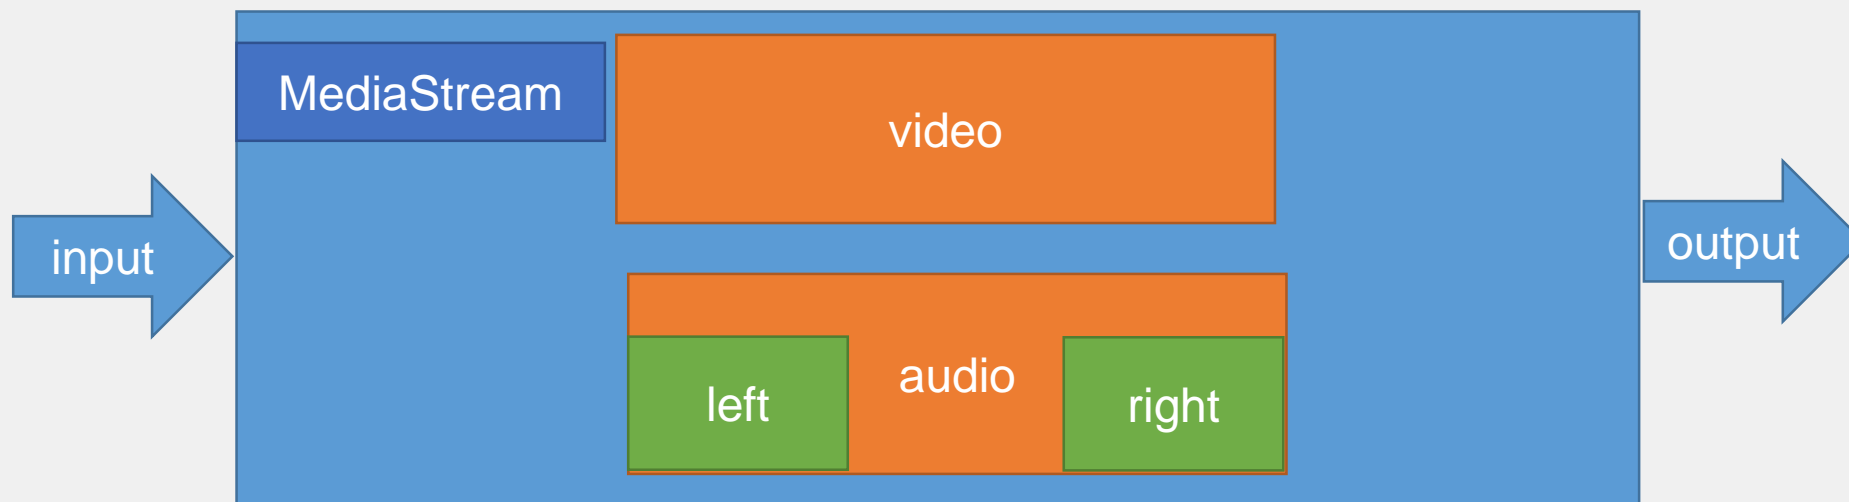 MediaStream
video
input
output
audio
left
right